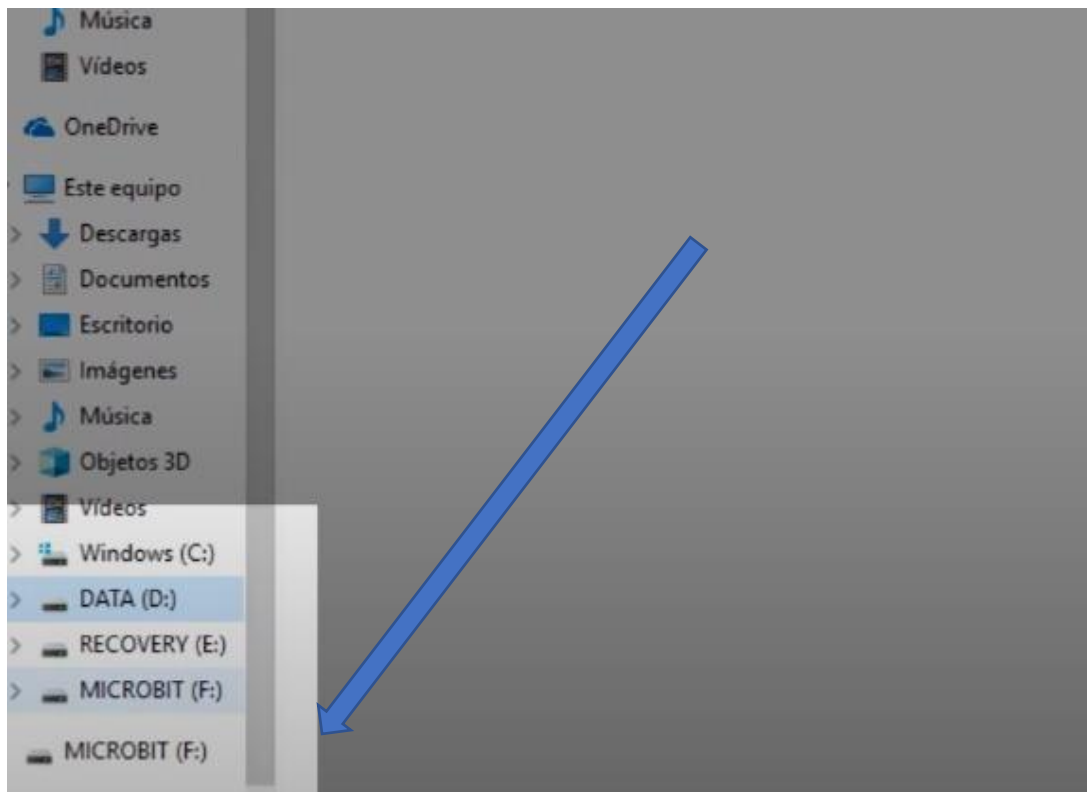 Música
Vídeos
OneDrive
Este equipo
Descargas
Documentos
Escritorio
Imágenes
Música
Objetos 3D
Vídeos
Windows (C:)
DATA (D:)
RECOVERY (E:)
MICROBIT (F:)
MICROBIT (F:)